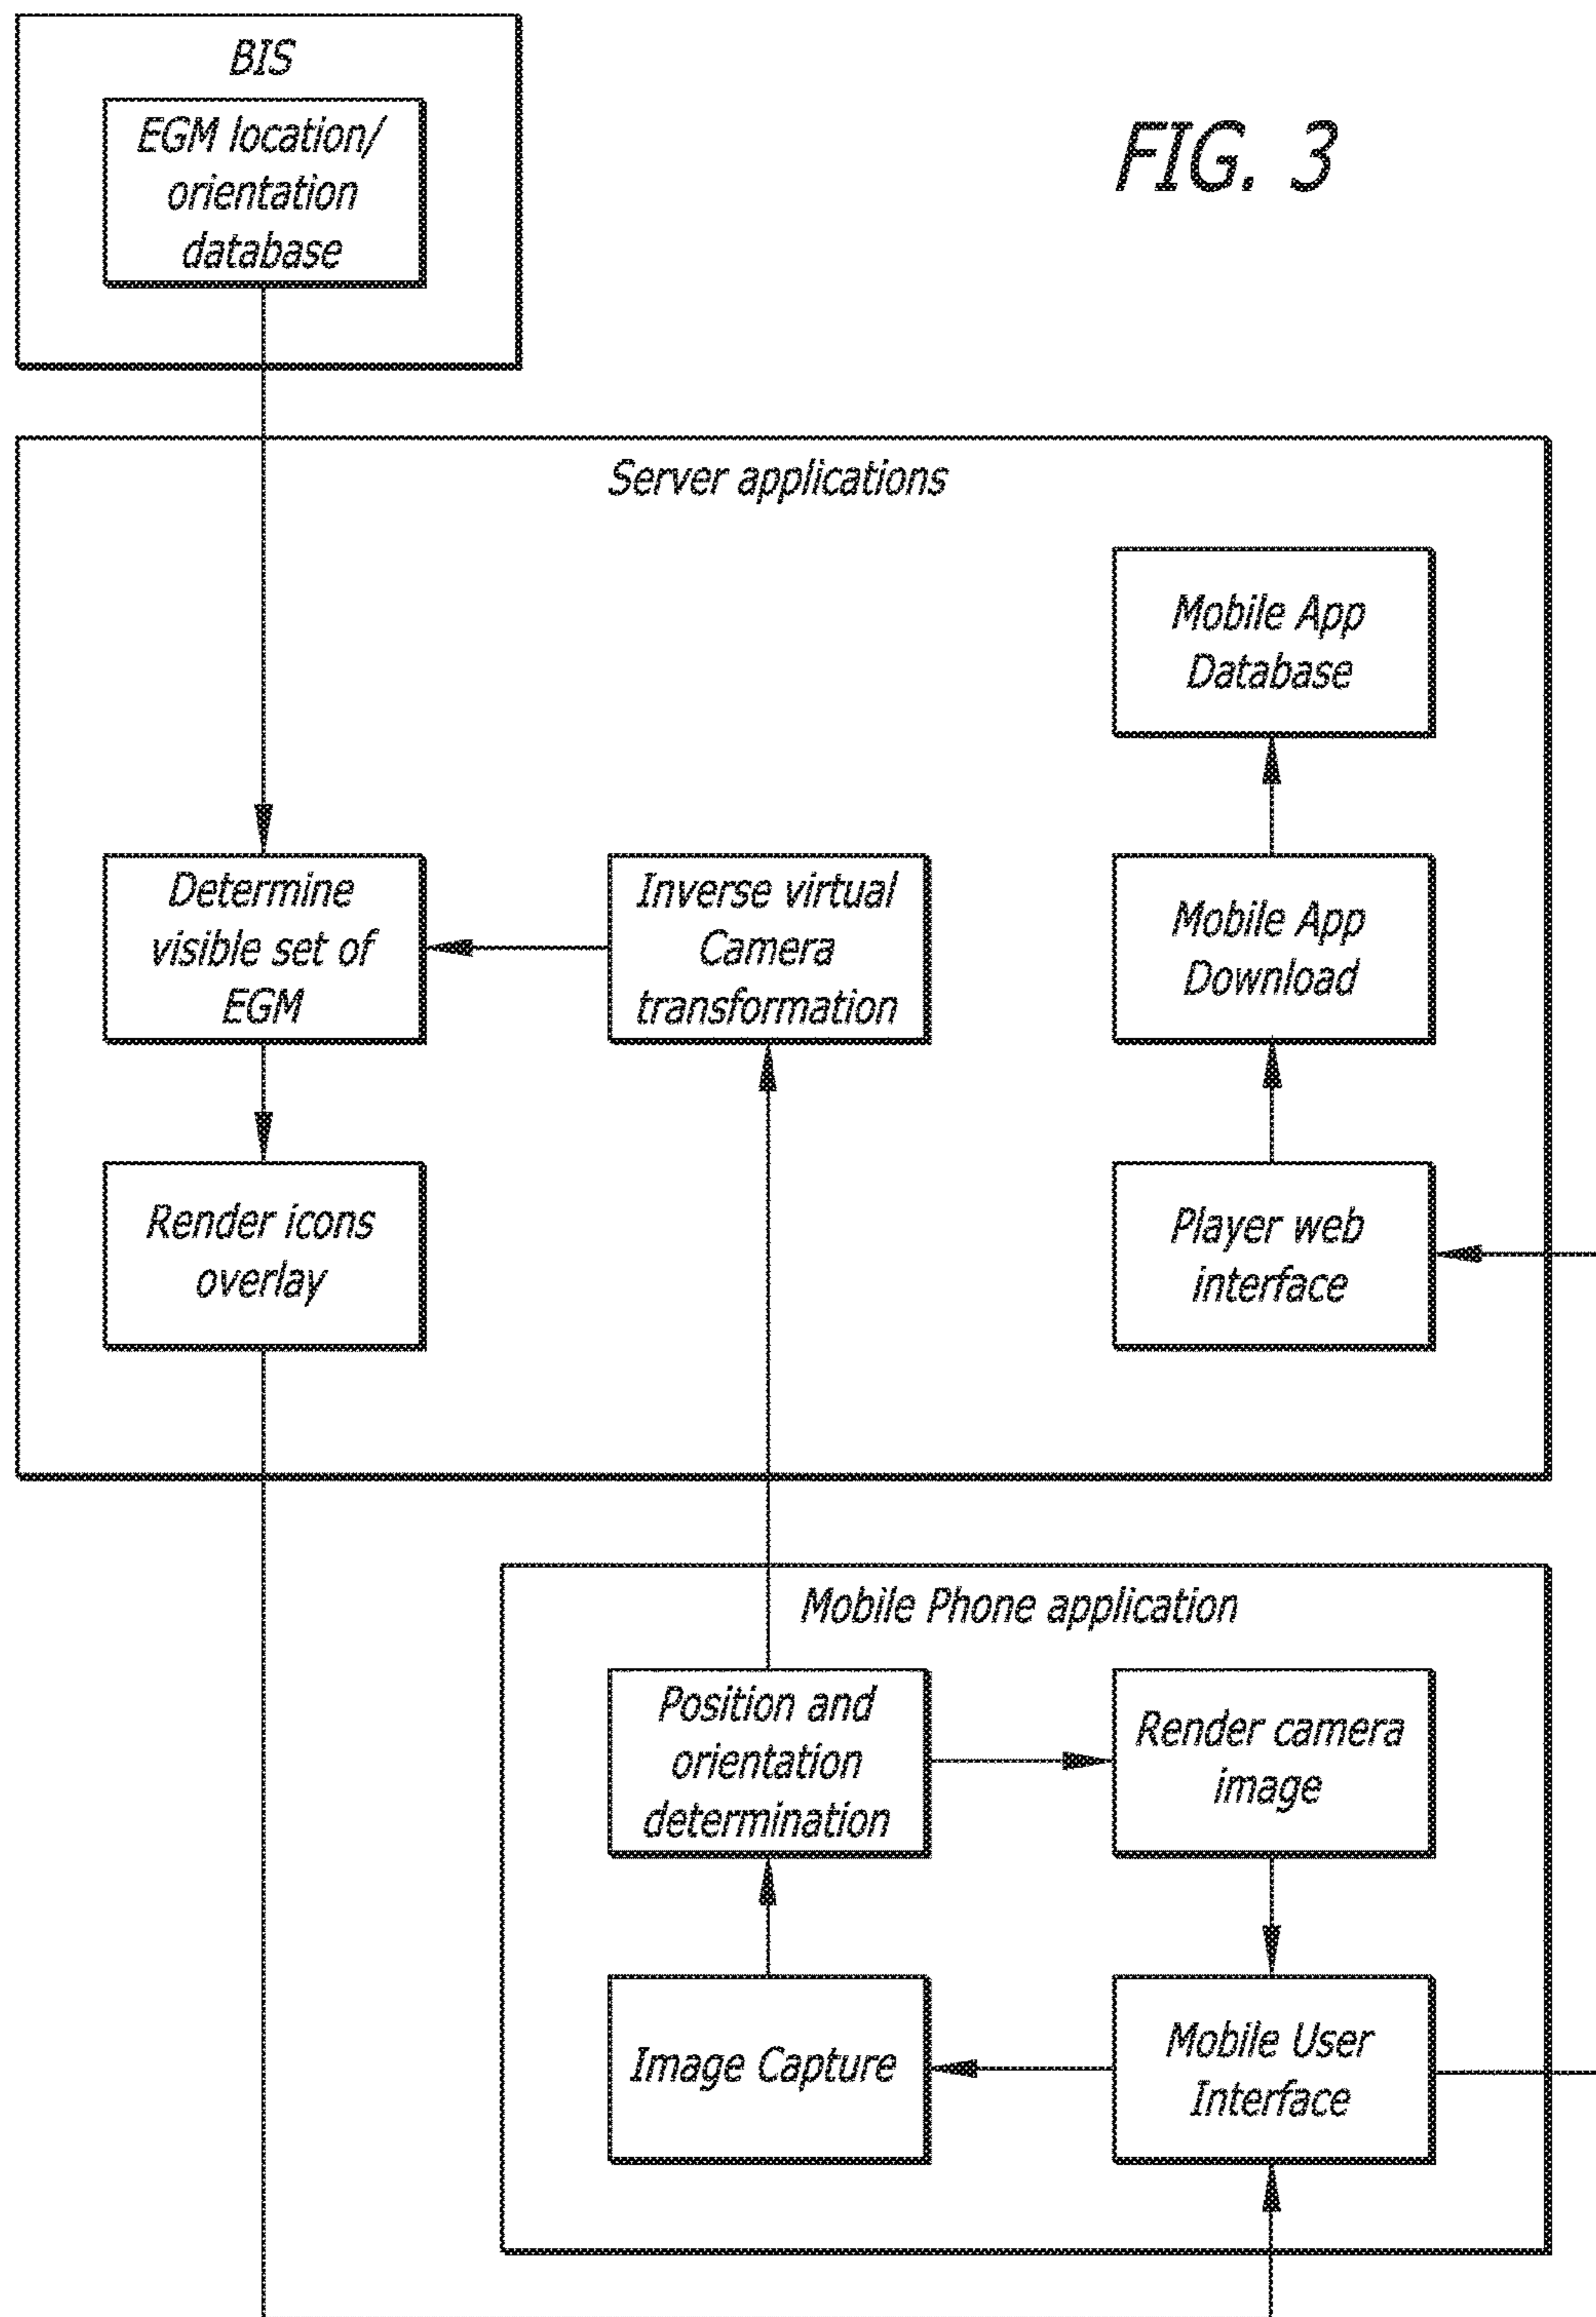 BIS
EGM location/
orientation
database
FIG. 3
Server applications
Mobile App
Database
Determine
visible set of
EGM
Inverse virtual
Camera
transformation
Mobile App
Download
Render icons
overlay
Player web
interface
Mobile Phone application
Position and
orientation
determination
Render camera
image
Image Capture
Mobile User
Interface